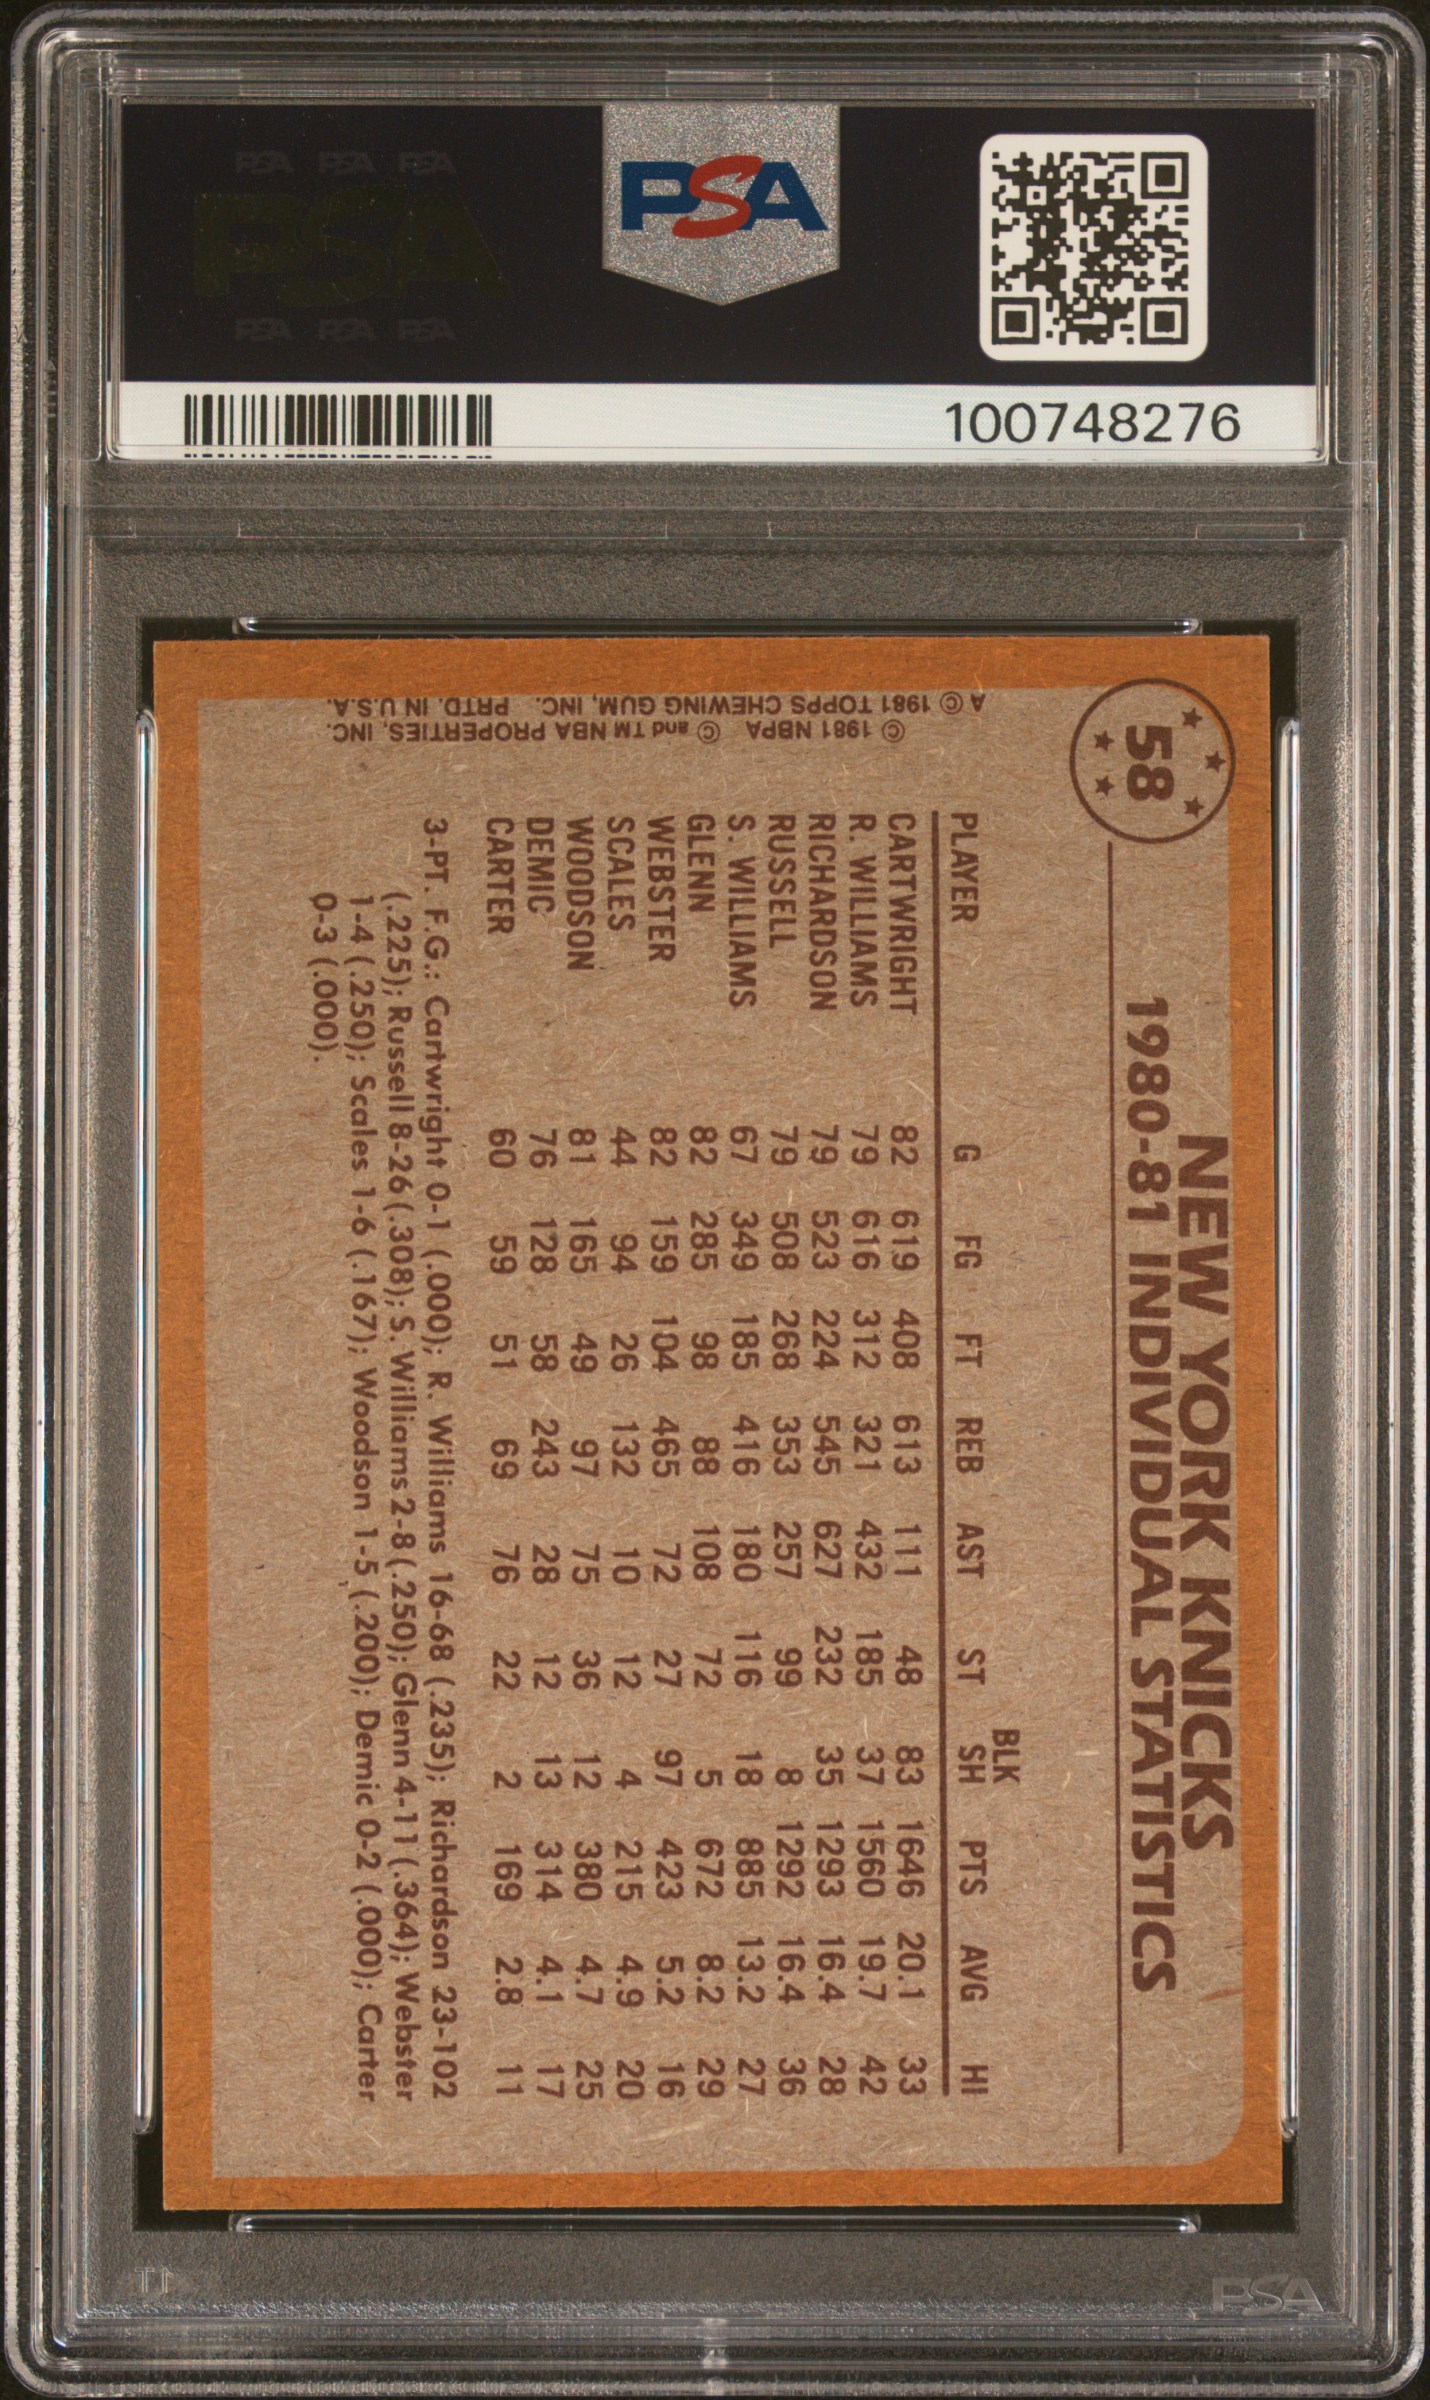 PSA PSA PSA
PSA
PSA PSA PSA
PSA
100748276
58
NEW YORK KNICKS
1980-81 INDIVIDUAL STATISTICS
BLK
PLAYER G FG FT REB AST ST SH PTS AVG HI
CARTWRIGHT 82 619 408 613 111 48 83 1646 20.1 33
R. WILLIAMS 79 616 312 321 432 185 37 1560 19.7 42
RICHARDSON 79 523 224 545 627 232 35 1293 16.4 28
RUSSELL 79 508 268 353 257 99 8 1292 16.4 36
S. WILLIAMS 67 349 185 416 180 116 18 885 13.2 27
GLENN 82 285 98 88 108 72 5 672 8.2 29
WEBSTER 82 159 104 465 72 27 97 423 5.2 16
SCALES 44 94 26 132 10 12 4 215 4.9 20
WOODSON 81 165 49 97 75 36 12 380 4.7 25
DEMIC 76 128 58 243 28 12 13 314 4.1 17
CARTER 60 59 51 69 76 22 2 169 2.8 11
3-PT. F.G.: Cartwright 0-1 (.000); R. Williams 16-68 (.235); Richardson 23-102
(.225); Russell 8-26 (.308); S. Williams 2-8 (.250); Glenn 4-11 (.364); Webster
1-4 (.250); Scales 1-6 (.167); Woodson 1-5 (.200); Demic 0-2 (.000); Carter
0-3 (.000).
© 1981 NBPA © and TM NBA PROPERTIES, INC.
A © 1981 TOPPS CHEWING GUM, INC. PRTD. IN U.S.A.
PSA